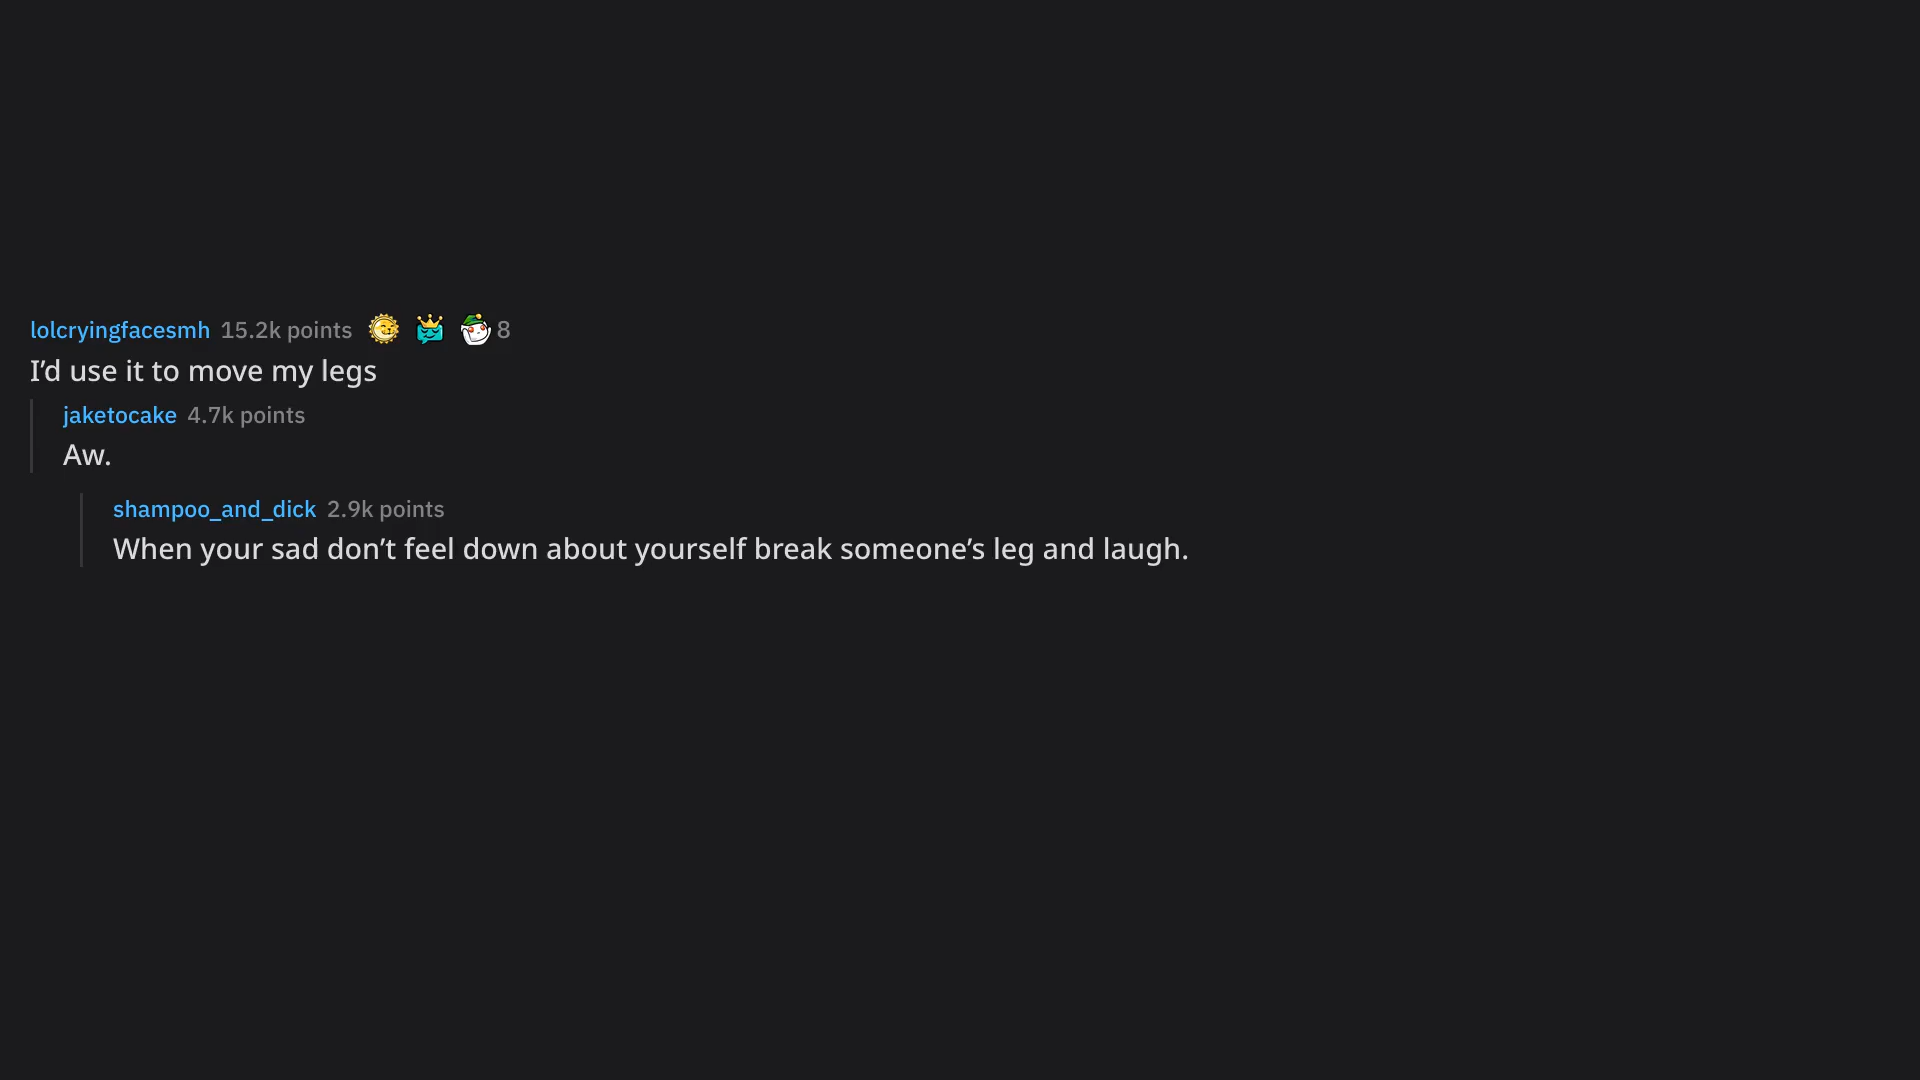 lolcryingfacesmh 15.2k points 8
I’d use it to move my legs
jaketocake 4.7k points
Aw.
shampoo_and_dick 2.9k points
When your sad don’t feel down about yourself break someone’s leg and laugh.